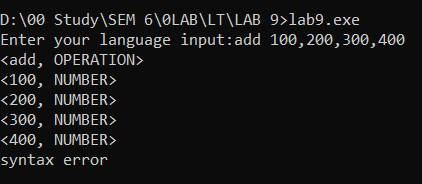 D:\00 Study\SEM 6\0LAB\LT\LAB 9>lab9.exe
Enter your language input:add 100,200,300,400
<add, OPERATION>
<100, NUMBER>
<200, NUMBER>
<300, NUMBER>
<400, NUMBER>
syntax error